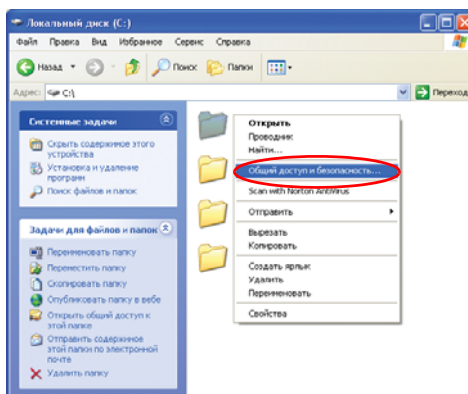 Локальный диск (C:)
Файл Правка Вид Избранное Сервис Справка
Назад Поиск Папки
Адрес: C:\ Переход
Системные задачи
Скрыть содержимое этого
устройства
Установка и удаление
программ
Поиск файлов и папок
Задачи для файлов и папок
Переименовать папку
Переместить папку
Скопировать папку
Опубликовать папку в вебе
Открыть общий доступ к
этой папке
Отправить содержимое
этой папки по электронной
почте
Удалить папку
Открыть
Проводник
Найти...
Общий доступ и безопасность...
Scan with Norton AntiVirus
Отправить
Вырезать
Копировать
Создать ярлык
Удалить
Переименовать
Свойства